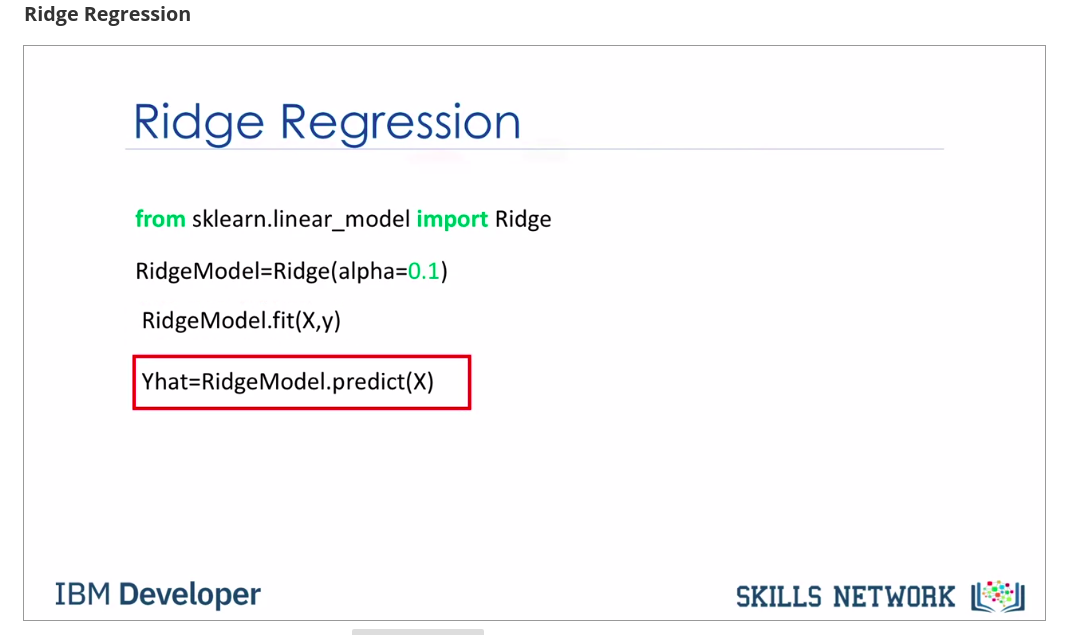 Ridge Regression
Ridge Regression
from sklearn.linear_model import Ridge
RidgeModel=Ridge(alpha=0.1)
RidgeModel.fit(X,y)
Yhat=RidgeModel.predict(X)
IBM Developer
SKILLS NETWORK